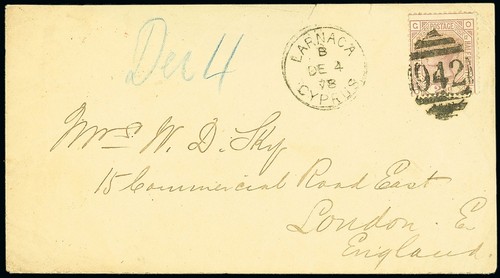 Dec 4
LARNACA
B
DE 4
78
CYPRUS
POSTAGE
G O
942
Mrs W. D. Sky
15 Commercial Road East
London. E
England